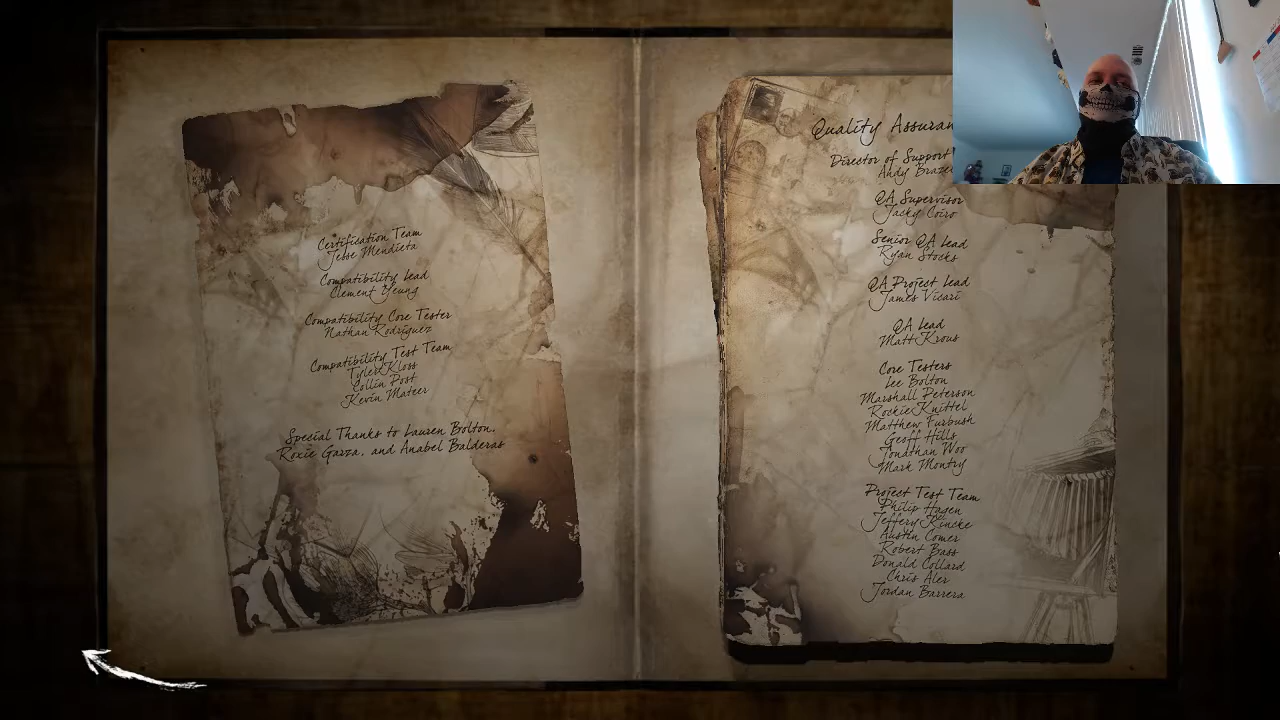 Certification Team
Jesse Mendieta
Compatibility Lead
Clement Yeung
Compatibility Core Tester
Nathan Rodriguez
Compatibility Test Team
Tyler Kloss
Collin Post
Kevin Mateer
Special Thanks to Lauren Bolton,
Roxie Garza, and Anabel Balderas
Quality Assuran
Director of Support
Andy
QA Supervisor
Jacky Coiro
Senior QA Lead
Ryan Stocks
QA Project Lead
James Vicari
QA Lead
Matt Krous
Core Testers
Lee Bolton
Marshall Peterson
Rockie Knittel
Matthew Furbush
Geoff Hills
Jonathan Woo
Mark Montry
Project Test Team
Philip Hagen
Jeffery Kincke
Austin Comer
Robert Bass
Donald Collard
Chris Aler
Jordan Barrera